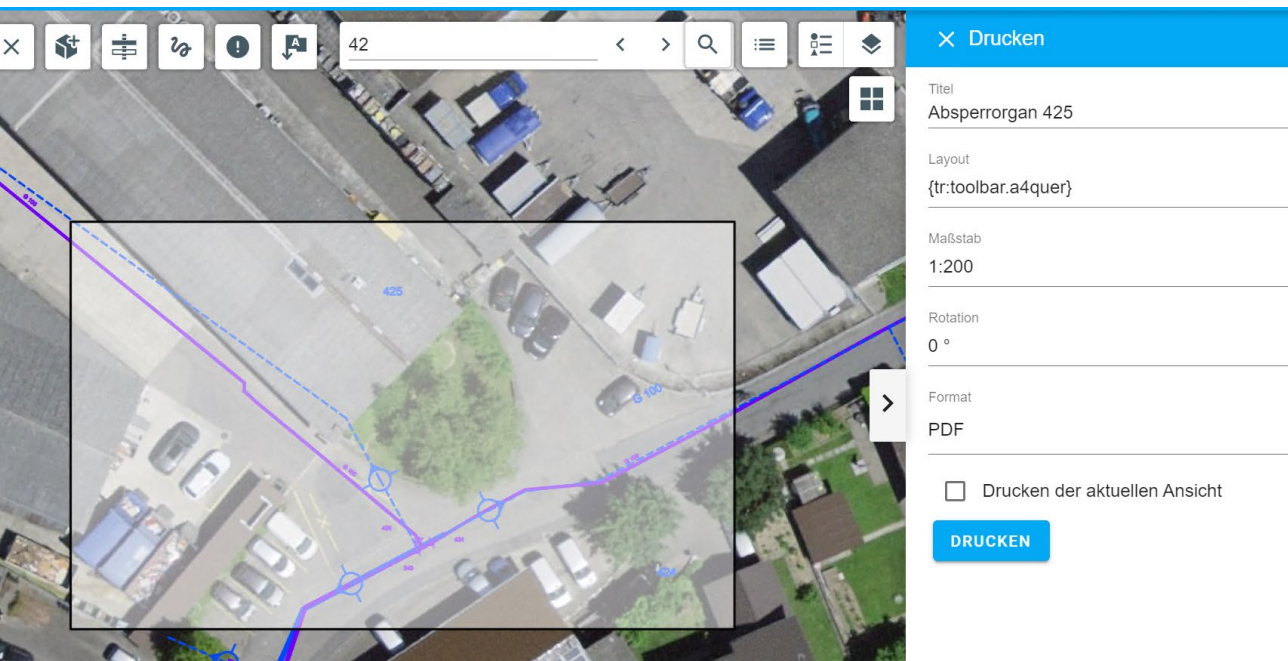 42
Drucken
Titel
Absperrorgan 425
Layout
{tr:toolbar.a4quer}
Maßstab
1:200
Rotation
0 °
Format
PDF
Drucken der aktuellen Ansicht
DRUCKEN
A
425
G 100
424